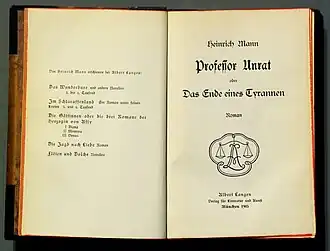 Von Heinrich Mann erschienen bei Albert Langen:
Das Wunderbare und andere Novellen
Im Schlaraffenland Ein Roman unter feinen
Leuten
Die Göttinnen oder die drei Romane der
Herzogin von Assy
I Diana
II Minerva
III Venus
Die Jagd nach Liebe Roman
Flöten und Dolche Novellen
Heinrich Mann
Professor Unrat
oder
Das Ende eines Tyrannen
Roman
Albert Langen
Verlag für Litteratur und Kunst
München 1905